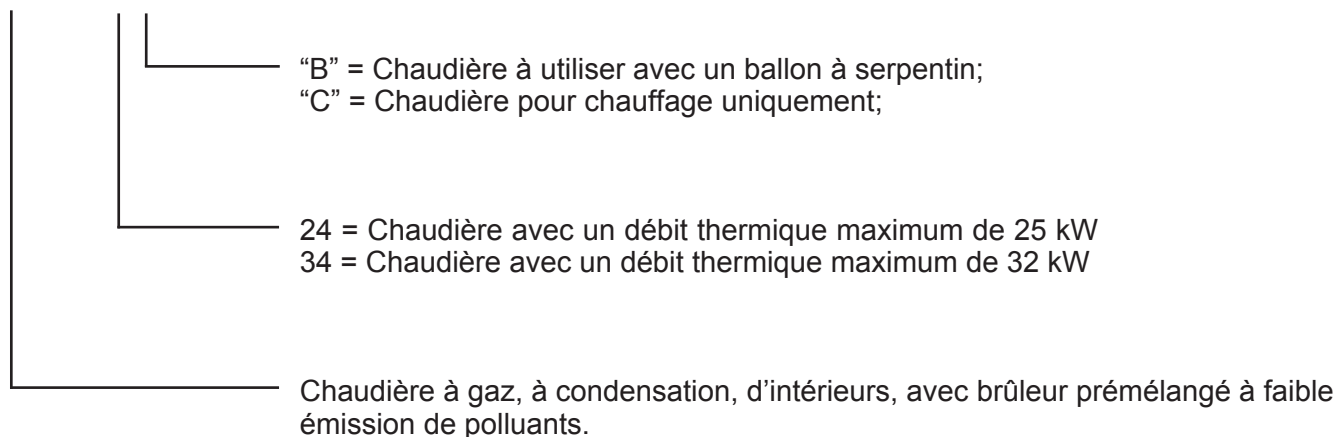 “B” = Chaudière à utiliser avec un ballon à serpentin;
“C” = Chaudière pour chauffage uniquement;
24 = Chaudière avec un débit thermique maximum de 25 kW
34 = Chaudière avec un débit thermique maximum de 32 kW
Chaudière à gaz, à condensation, d’intérieurs, avec brûleur prémélangé à faible
émission de polluants.